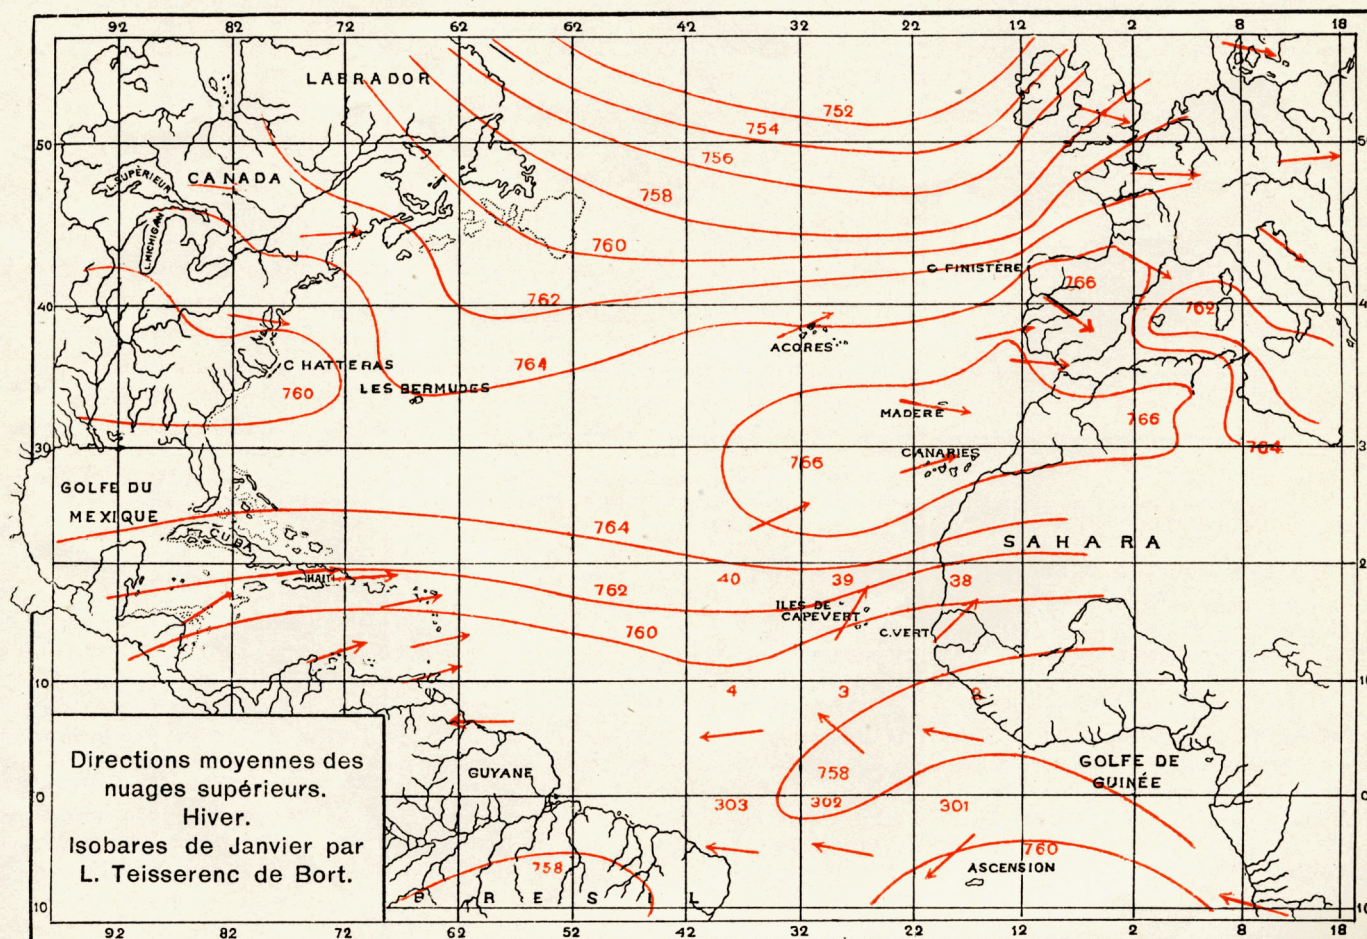 92 82 72 62 62 42 32 22 12 2 8 18
LABRADOR
752
754
50
756
L. SUPÉRIEUR
CANADA
758
L. MICHIGAN
760
C. FINISTÈRE
766
762
40
762
ACORES
C HATTERAS
764
LES BERMUDES
760
MADERE
766
30
766
CANARIES
764
GOLFE DU
MEXIQUE
764
CUBA
SAHARA
HAITI
762
40 39 38
ILES DE
CAPEVERT
760
C. VERT
10
4 3 2
GOLFE DE
GUINÉE
GUYANE
758
0
303 302 301
760
758
ASCENSION
BRESIL
10
Directions moyennes des
nuages supérieurs.
Hiver.
Isobares de Janvier par
L. Teisserenc de Bort.
92 82 72 62 52 42 32 22 12 2 8 18